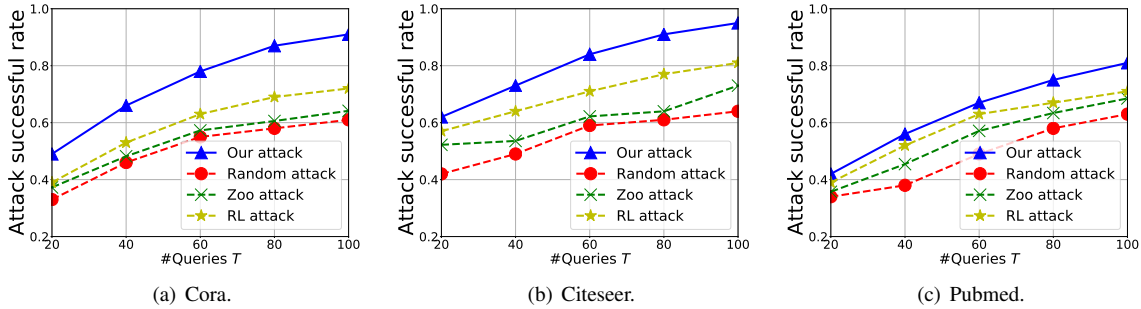 Attack successful rate
1.0
0.8
0.6
0.4
0.2
20 40 60 80 100
#Queries T
Our attack
Random attack
Zoo attack
RL attack
(a) Cora.
Attack successful rate
1.0
0.8
0.6
0.4
0.2
20 40 60 80 100
#Queries T
Our attack
Random attack
Zoo attack
RL attack
(b) Citeseer.
Attack successful rate
1.0
0.8
0.6
0.4
0.2
20 40 60 80 100
#Queries T
Our attack
Random attack
Zoo attack
RL attack
(c) Pubmed.